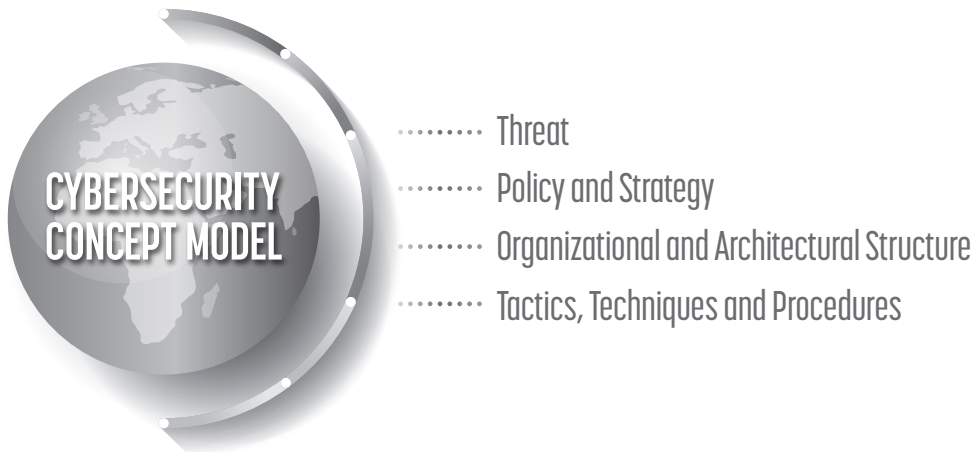 CYBERSECURITY
CONCEPT MODEL
Threat
Policy and Strategy
Organizational and Architectural Structure
Tactics, Techniques and Procedures